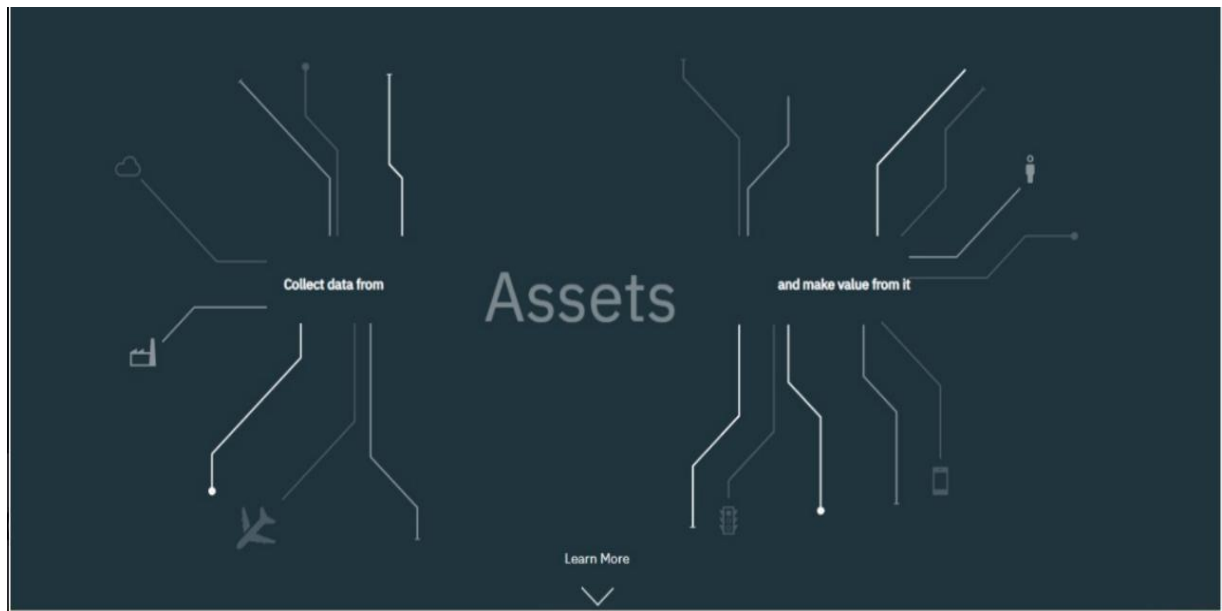 Collect data from
Assets
and make value from it
Learn More